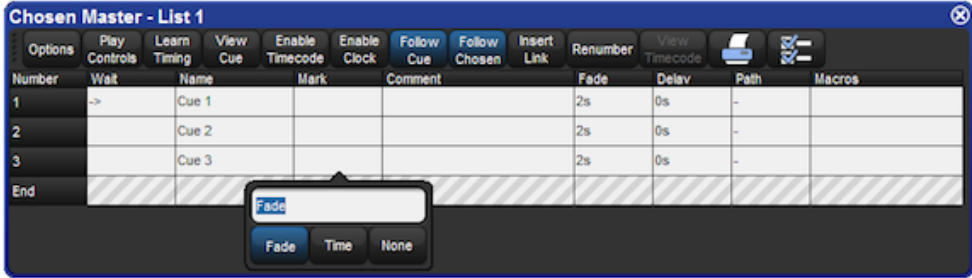 Chosen Master - List 1
Options Play Controls Learn Timing View Cue Enable Timecode Enable Clock Follow Cue Follow Chosen Insert Link Renumber View Timecode
Number Wait Name Mark Comment Fade Delay Path Macros
1 -> Cue 1 2s 0s -
2 Cue 2 2s 0s -
3 Cue 3 2s 0s -
End
Fade
Fade Time None